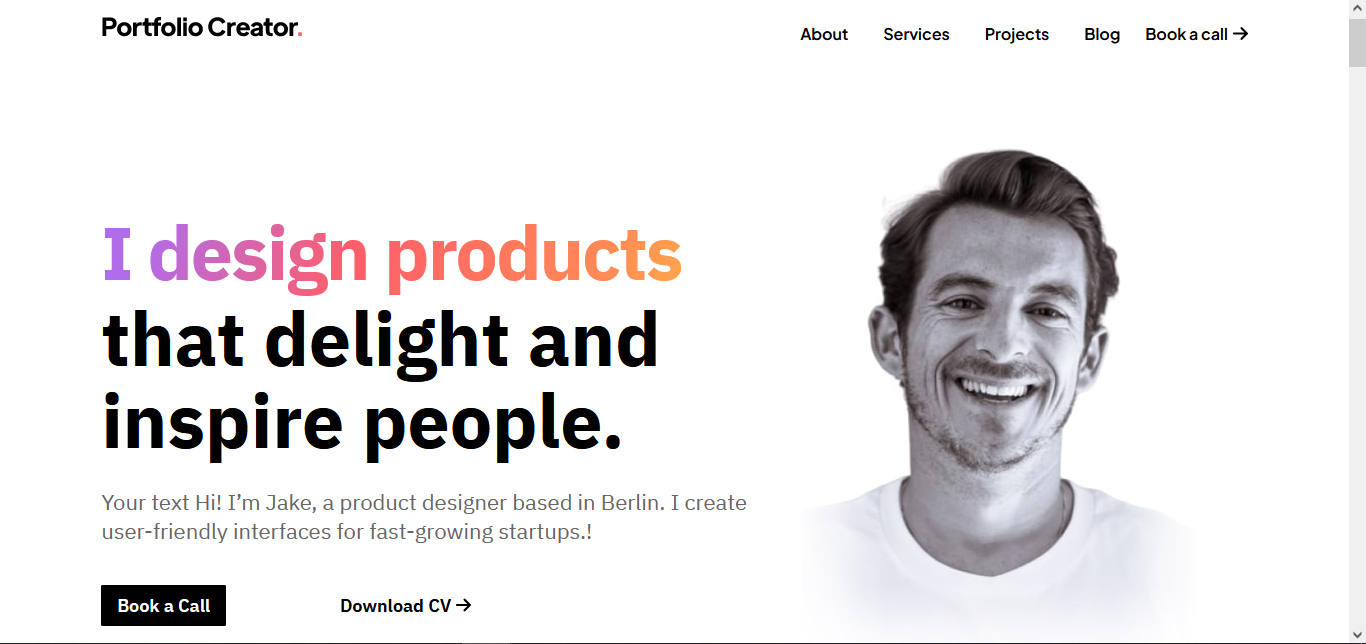 Portfolio Creator.
About Services Projects Blog Book a call →
I design products
that delight and
inspire people.
Your text Hi! I’m Jake, a product designer based in Berlin. I create
user-friendly interfaces for fast-growing startups.!
Book a Call Download CV →